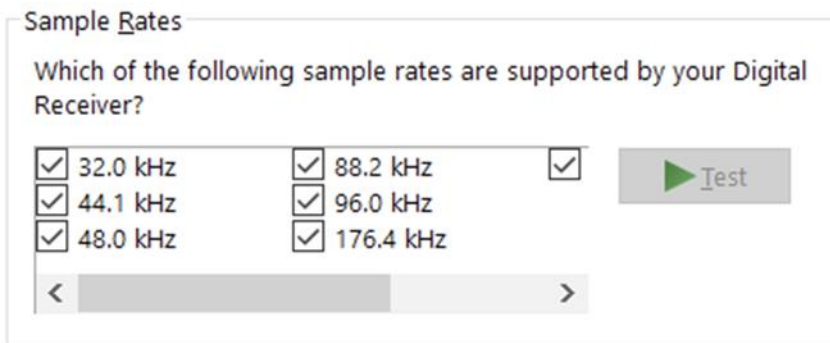 Sample Rates
Which of the following sample rates are supported by your Digital
Receiver?
32.0 kHz 88.2 kHz
44.1 kHz 96.0 kHz
48.0 kHz 176.4 kHz
Test